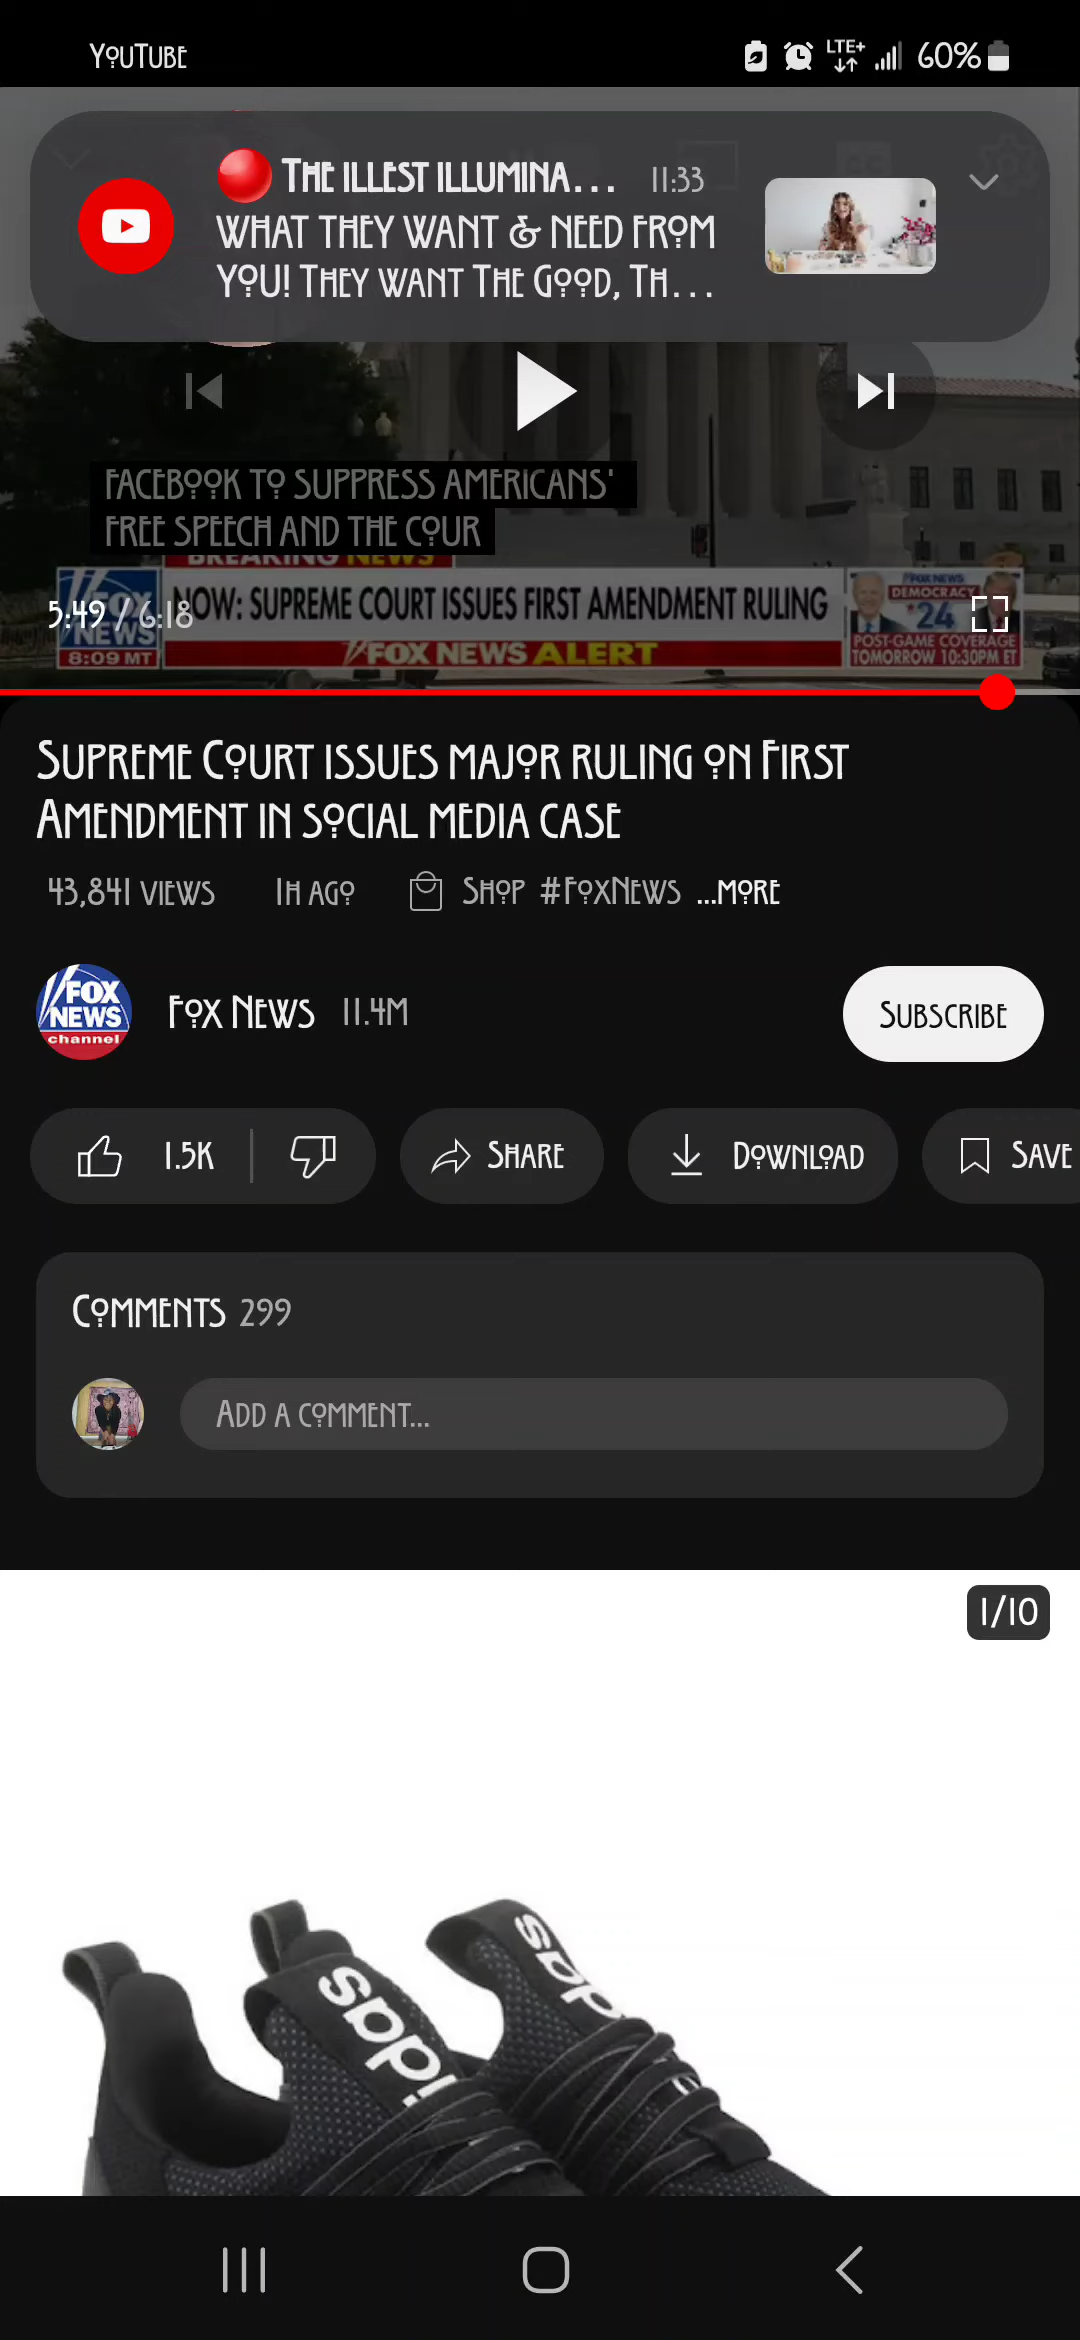 YouTube
LTE+ 60%
The Illest Illumina... 11:33
WHAT THEY WANT & NEED FROM
YOU! They want The Good, Th...
FACEBOOK TO SUPPRESS AMERICANS'
FREE SPEECH AND THE COUR
BREAKING NEWS
FOX NEWS
OW: SUPREME COURT ISSUES FIRST AMENDMENT RULING
5:49 / 6:18
8:09 MT
FOX NEWS ALERT
FOX NEWS
DEMOCRACY
24
POST-GAME COVERAGE
TOMORROW 10:30PM ET
Supreme Court issues major ruling on First
Amendment in social media case
43,841 views 1h ago Shop #FoxNews ...more
FOX
NEWS
channel
Fox News 11.4M
Subscribe
1.5K
Share
Download
Save
Comments 299
Add a comment...
1/10